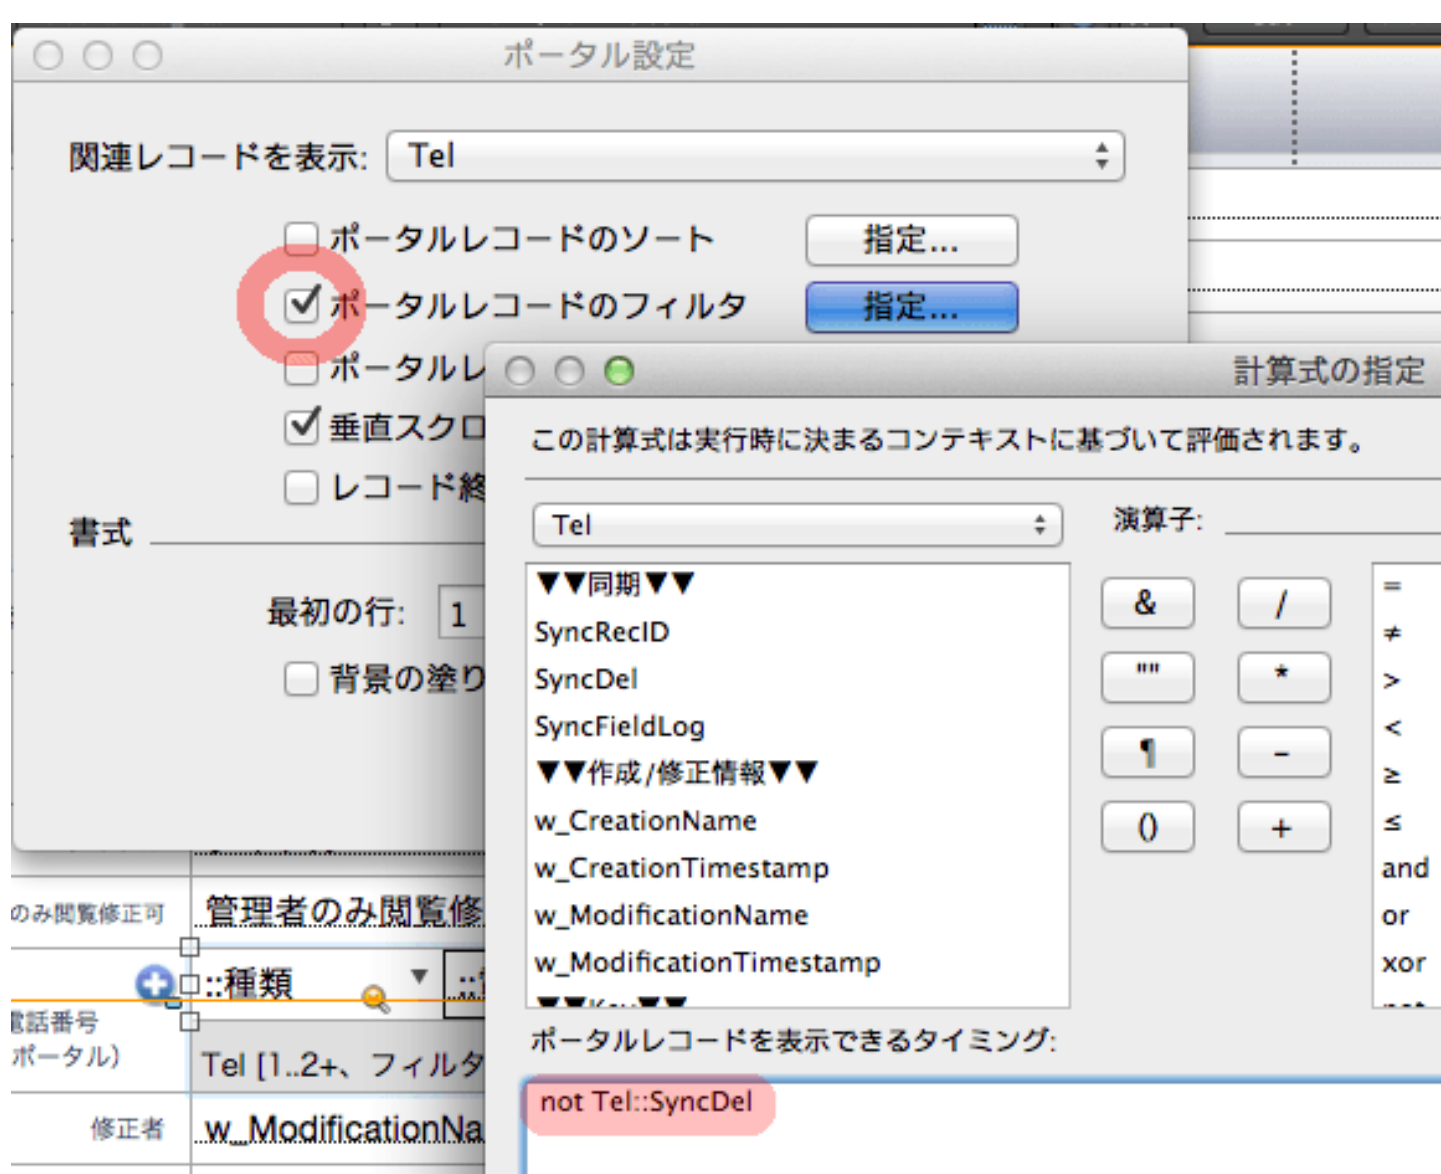 ポータル設定
関連レコードを表示: Tel
ポータルレコードのソート 指定...
ポータルレコードのフィルタ 指定...
ポータルレ
垂直スクロ
レコード終
書式
最初の行: 1
背景の塗り
計算式の指定
この計算式は実行時に決まるコンテキストに基づいて評価されます。
Tel 演算子:
▼▼同期▼▼
SyncRecID
SyncDel
SyncFieldLog
▼▼作成/修正情報▼▼
w_CreationName
w_CreationTimestamp
w_ModificationName
w_ModificationTimestamp
▼▼Key▼▼
& /
"" *
¶ -
() +
=
≠
>
<
≥
≤
and
or
xor
not
ポータルレコードを表示できるタイミング:
not Tel::SyncDel
のみ閲覧修正可 管理者のみ閲覧修
::種類
電話番号
ポータル)
Tel [1..2+、フィルタ
修正者 w_ModificationNa